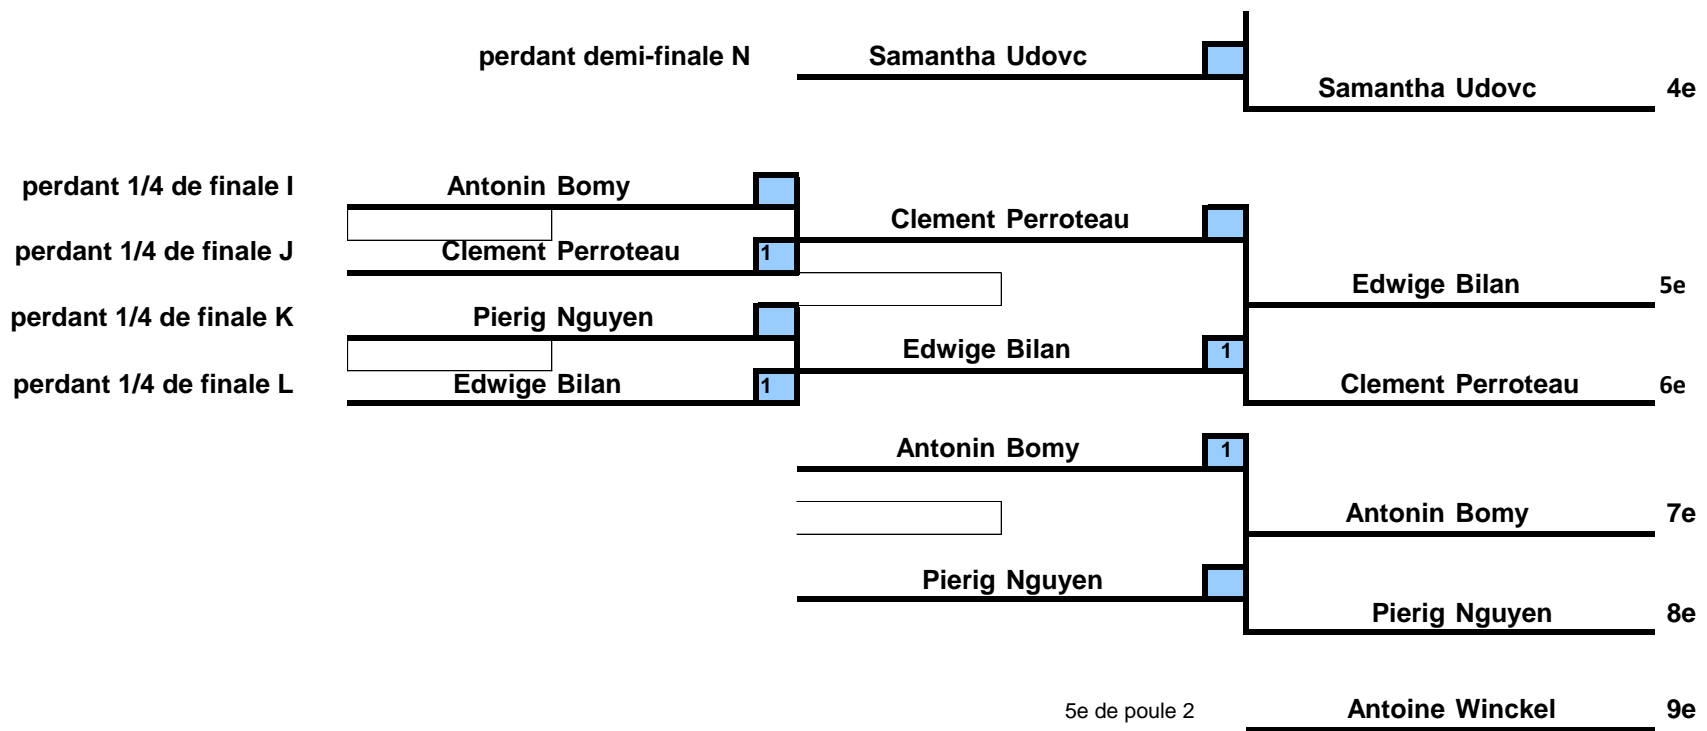 perdant demi-finale N Samantha Udovc
Samantha Udovc 4e
perdant 1/4 de finale I Antonin Bomy
Clement Perroteau
perdant 1/4 de finale J Clement Perroteau 1
Edwige Bilan 5e
perdant 1/4 de finale K Pierig Nguyen
Edwige Bilan 1
perdant 1/4 de finale L Edwige Bilan 1 Clement Perroteau 6e
Antonin Bomy 1
Antonin Bomy 7e
Pierig Nguyen
Pierig Nguyen 8e
5e de poule 2 Antoine Winckel 9e